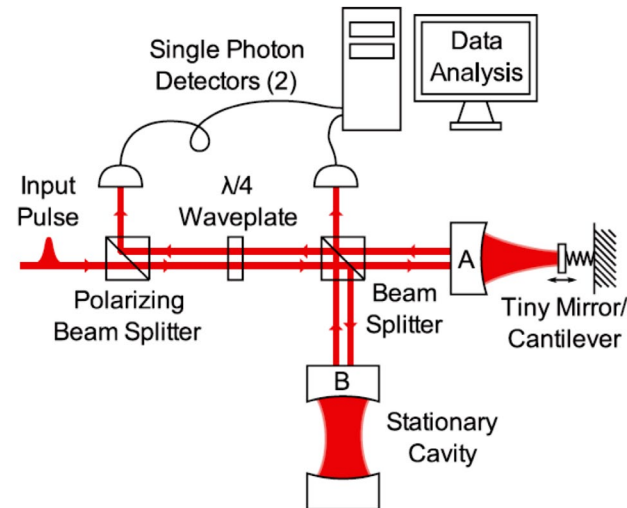 Single Photon
Detectors (2)
Data
Analysis
Input
Pulse
λ/4
Waveplate
A
Polarizing
Beam Splitter
Beam
Splitter
Tiny Mirror/
Cantilever
B
Stationary
Cavity